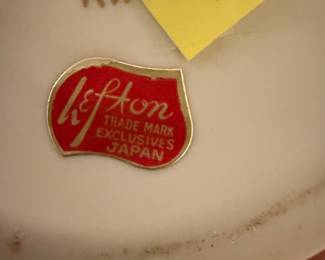 Lefton
TRADE MARK
EXCLUSIVES
JAPAN